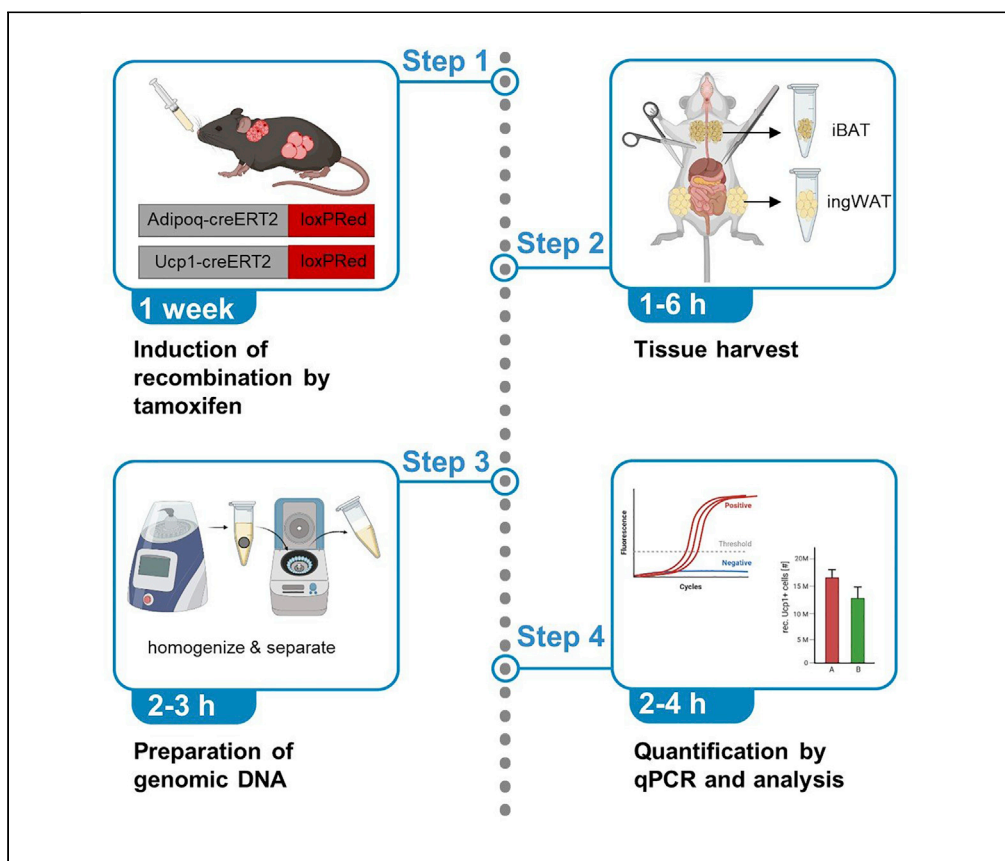 Step 1
Adipoq-creERT2
loxPRed
Ucp1-creERT2
loxPRed
1 week
Induction of
recombination by
tamoxifen
Step 2
iBAT
ingWAT
1-6 h
Tissue harvest
Step 3
homogenize & separate
2-3 h
Preparation of
genomic DNA
Step 4
Fluorescence
Positive
Threshold
Negative
Cycles
rec. Ucp1+ cells [#]
20M
15 M
10 M
5 M
0
A
B
2-4 h
Quantification by
qPCR and analysis